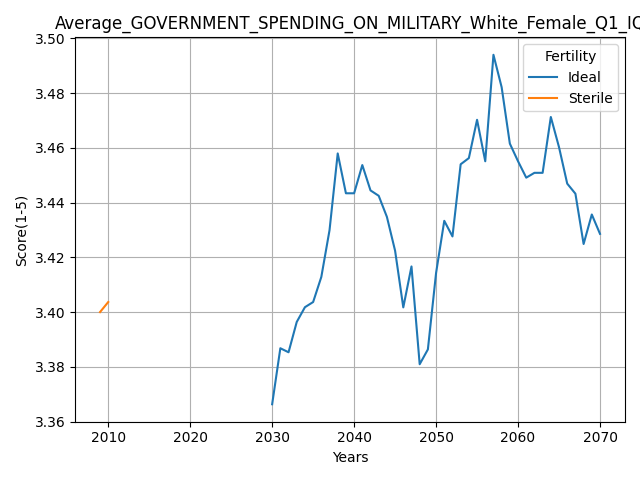 Average_GOVERNMENT_SPENDING_ON_MILITARY_White_Female_Q1_IQ
Fertility
Ideal
Sterile
Score(1-5)
3.50
3.48
3.46
3.44
3.42
3.40
3.38
3.36
2010 2020 2030 2040 2050 2060 2070
Years